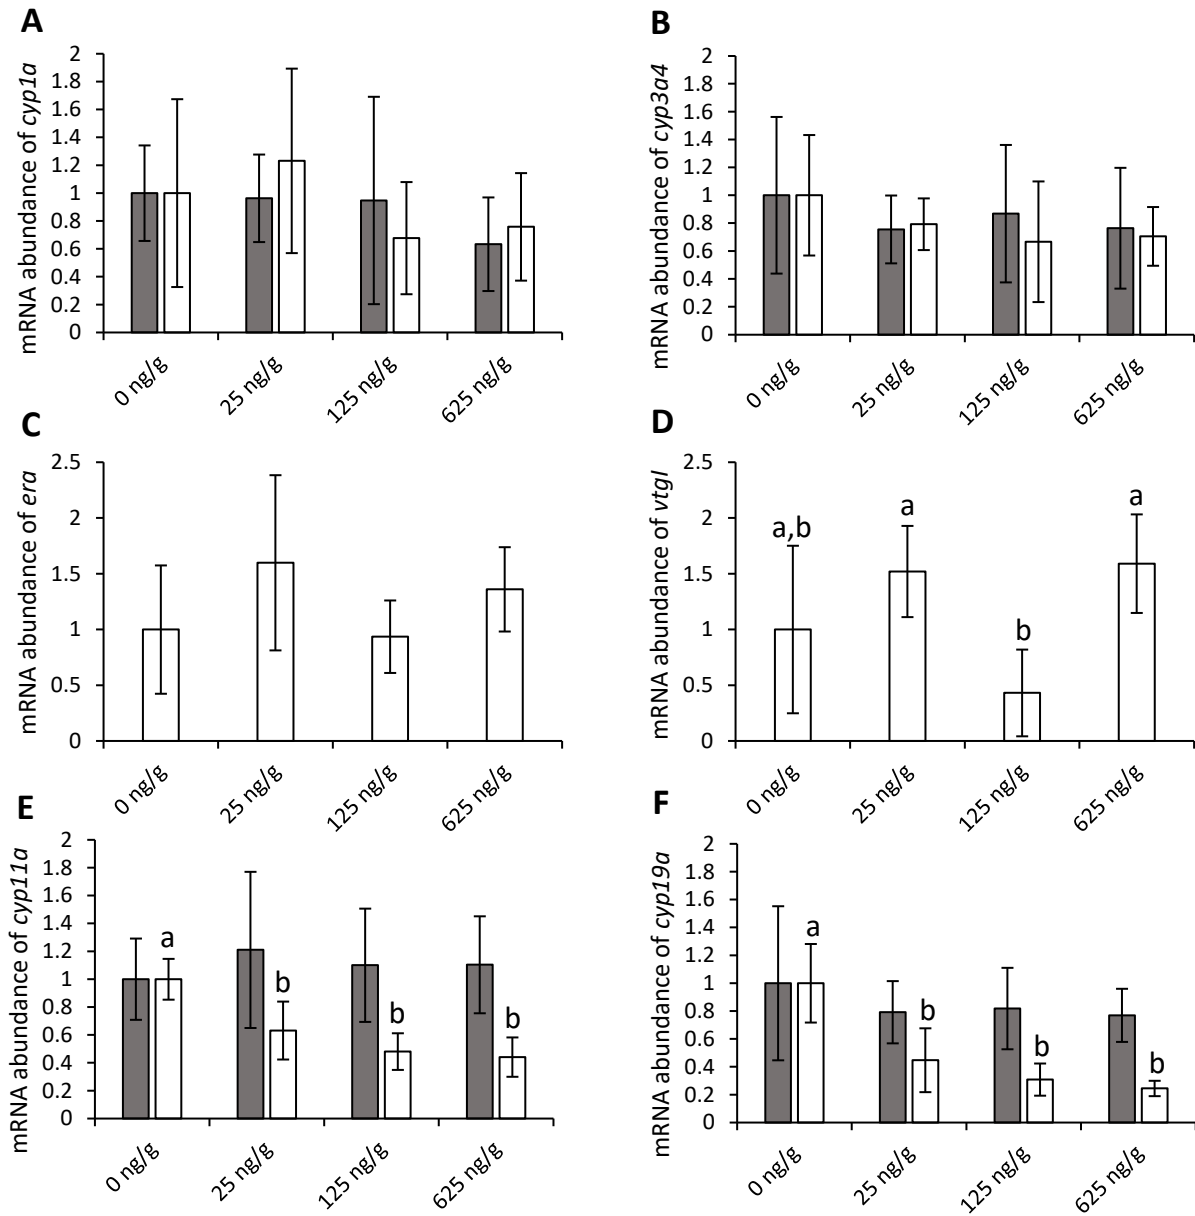 A
mRNA abundance of cyp1a
2
1.8
1.6
1.4
1.2
1
0.8
0.6
0.4
0.2
0
0 ng/g
25 ng/g
125 ng/g
625 ng/g
B
mRNA abundance of cyp3a4
2
1.8
1.6
1.4
1.2
1
0.8
0.6
0.4
0.2
0
0 ng/g
25 ng/g
125 ng/g
625 ng/g
C
mRNA abundance of era
2.5
2
1.5
1
0.5
0
0 ng/g
25 ng/g
125 ng/g
625 ng/g
D
mRNA abundance of vtgI
2.5
2
1.5
1
0.5
0
a,b
a
b
a
0 ng/g
25 ng/g
125 ng/g
625 ng/g
E
mRNA abundance of cyp11a
2
1.8
1.6
1.4
1.2
1
0.8
0.6
0.4
0.2
0
a
b
b
b
0 ng/g
25 ng/g
125 ng/g
625 ng/g
F
mRNA abundance of cyp19a
2
1.8
1.6
1.4
1.2
1
0.8
0.6
0.4
0.2
0
a
b
b
b
0 ng/g
25 ng/g
125 ng/g
625 ng/g